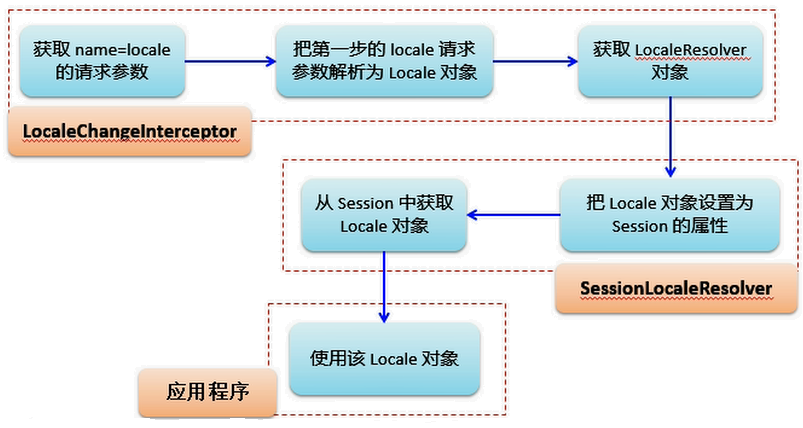 获取 name=locale
的请求参数
把第一步的 locale 请求
参数解析为 Locale 对象
获取 LocaleResolver
对象
LocaleChangeInterceptor
从 Session 中获取
Locale 对象
把 Locale 对象设置为
Session 的属性
SessionLocaleResolver
使用该 Locale 对象
应用程序